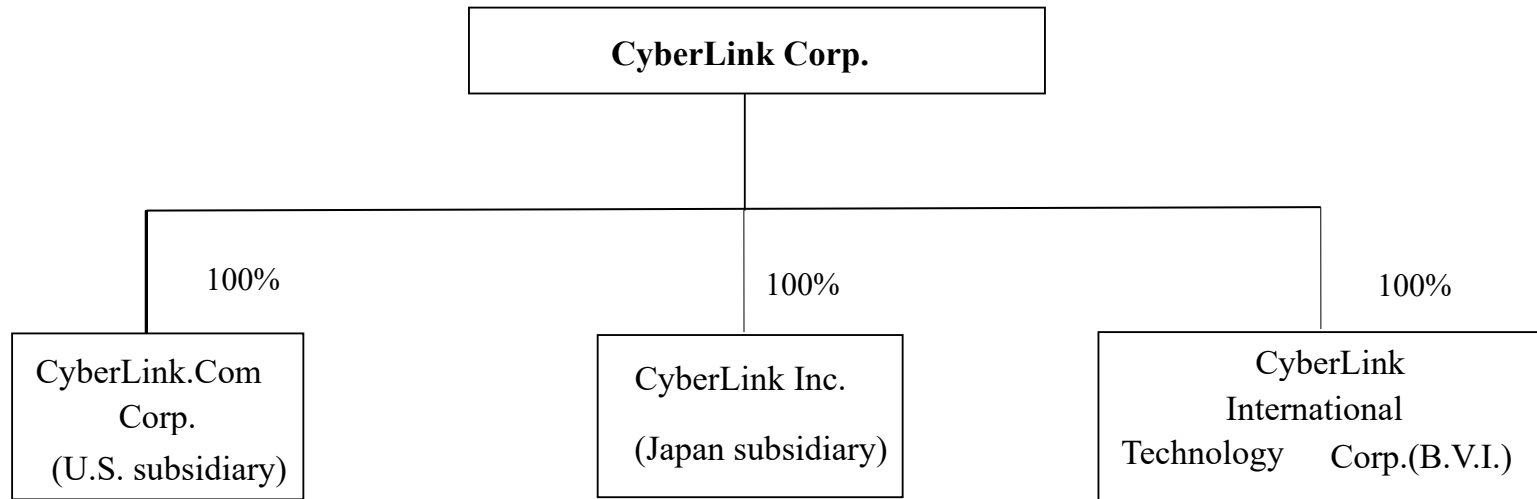 CyberLink Corp.
100%
100%
100%
CyberLink.Com
Corp.
(U.S. subsidiary)
CyberLink Inc.
(Japan subsidiary)
CyberLink
International
Technology Corp.(B.V.I.)